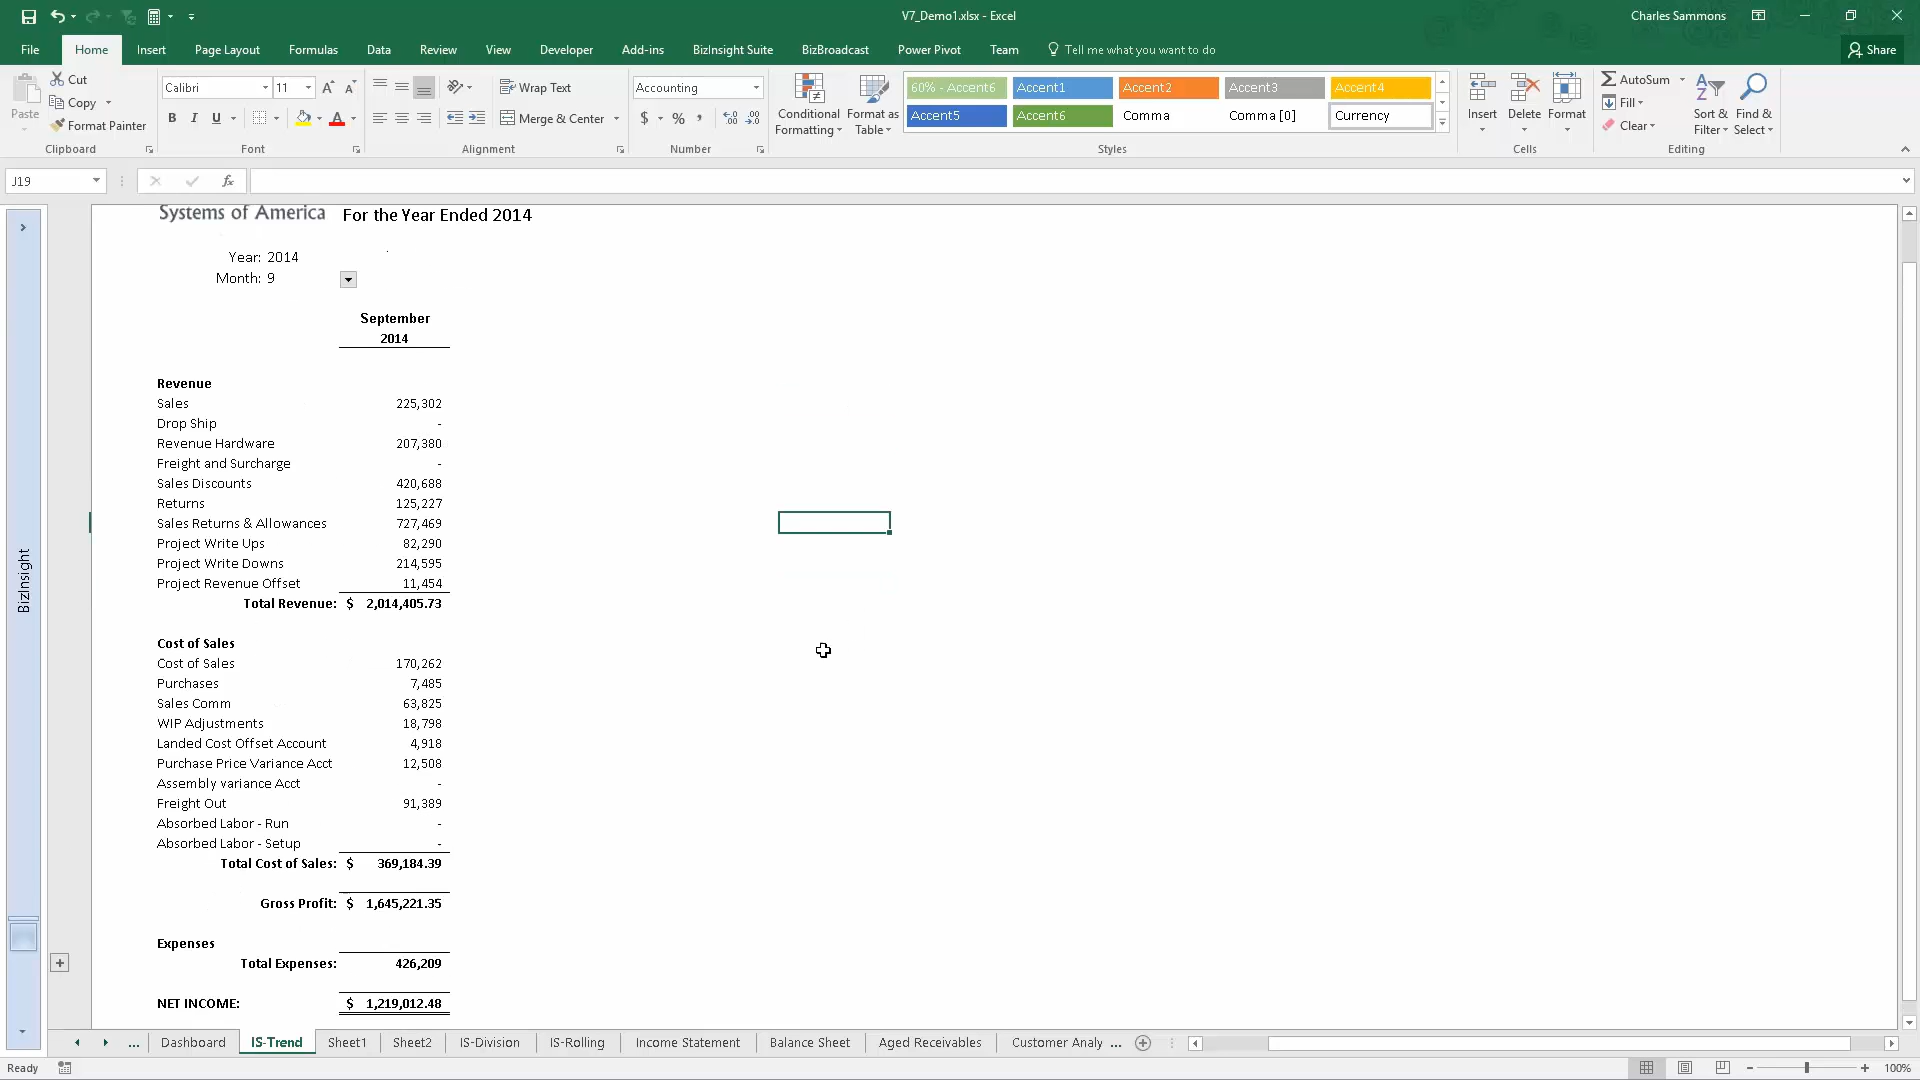 V7_Demo1.xlsx - Excel
Charles Sammons
File Home Insert Page Layout Formulas Data Review View Developer Add-ins BizInsight Suite BizBroadcast Power Pivot Team Tell me what you want to do Share
Paste
Cut
Copy
Format Painter
Clipboard
Calibri 11 A A
B I U A
Font
Wrap Text
Merge & Center
Alignment
Accounting
$ % ,
Number
Conditional Formatting
Format as Table
60% - Accent6 Accent1 Accent2 Accent3 Accent4
Accent5 Accent6 Comma Comma [0] Currency
Styles
Insert Delete Format
Cells
AutoSum
Fill
Clear
Sort & Filter
Find & Select
Editing
J19 fx
BizInsight
Systems of America For the Year Ended 2014
Year: 2014
Month: 9
September
2014
Revenue
Sales 225,302
Drop Ship -
Revenue Hardware 207,380
Freight and Surcharge -
Sales Discounts 420,688
Returns 125,227
Sales Returns & Allowances 727,469
Project Write Ups 82,290
Project Write Downs 214,595
Project Revenue Offset 11,454
Total Revenue: $ 2,014,405.73
Cost of Sales
Cost of Sales 170,262
Purchases 7,485
Sales Comm 63,825
WIP Adjustments 18,798
Landed Cost Offset Account 4,918
Purchase Price Variance Acct 12,508
Assembly variance Acct -
Freight Out 91,389
Absorbed Labor - Run -
Absorbed Labor - Setup -
Total Cost of Sales: $ 369,184.39
Gross Profit: $ 1,645,221.35
Expenses
Total Expenses: 426,209
NET INCOME: $ 1,219,012.48
... Dashboard IS-Trend Sheet1 Sheet2 IS-Division IS-Rolling Income Statement Balance Sheet Aged Receivables Customer Analy ...
Ready 100%